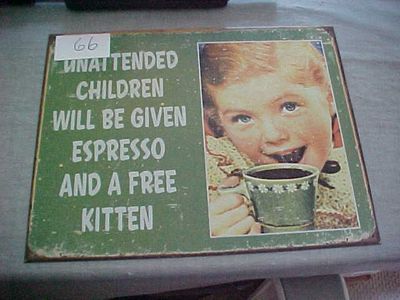 66
UNATTENDED
CHILDREN
WILL BE GIVEN
ESPRESSO
AND A FREE
KITTEN